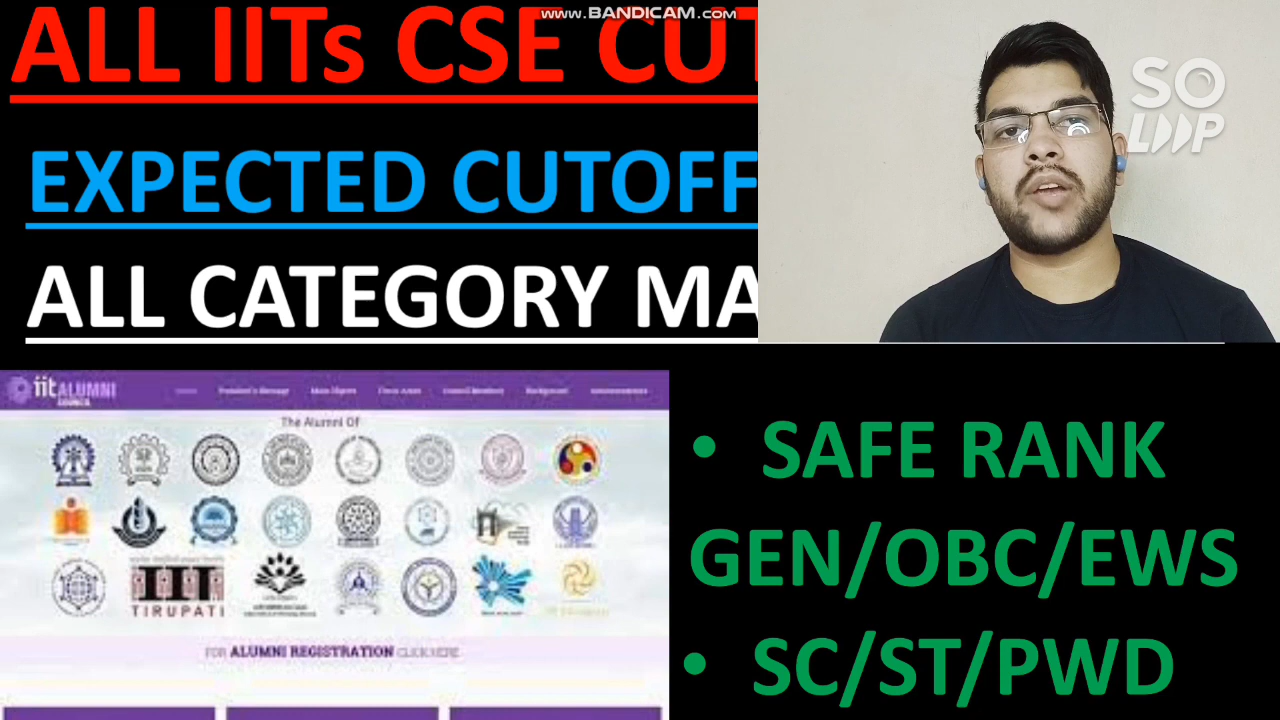 www.BANDICAM.com
ALL IITs CSE CUT
SO
LOOP
EXPECTED CUTOFF
ALL CATEGORY MA
iit ALUMNI
COUNCIL
The Alumni Of
IIT
TIRUPATI
FOR ALUMNI REGISTRATION CLICK HERE
• SAFE RANK
GEN/OBC/EWS
• SC/ST/PWD